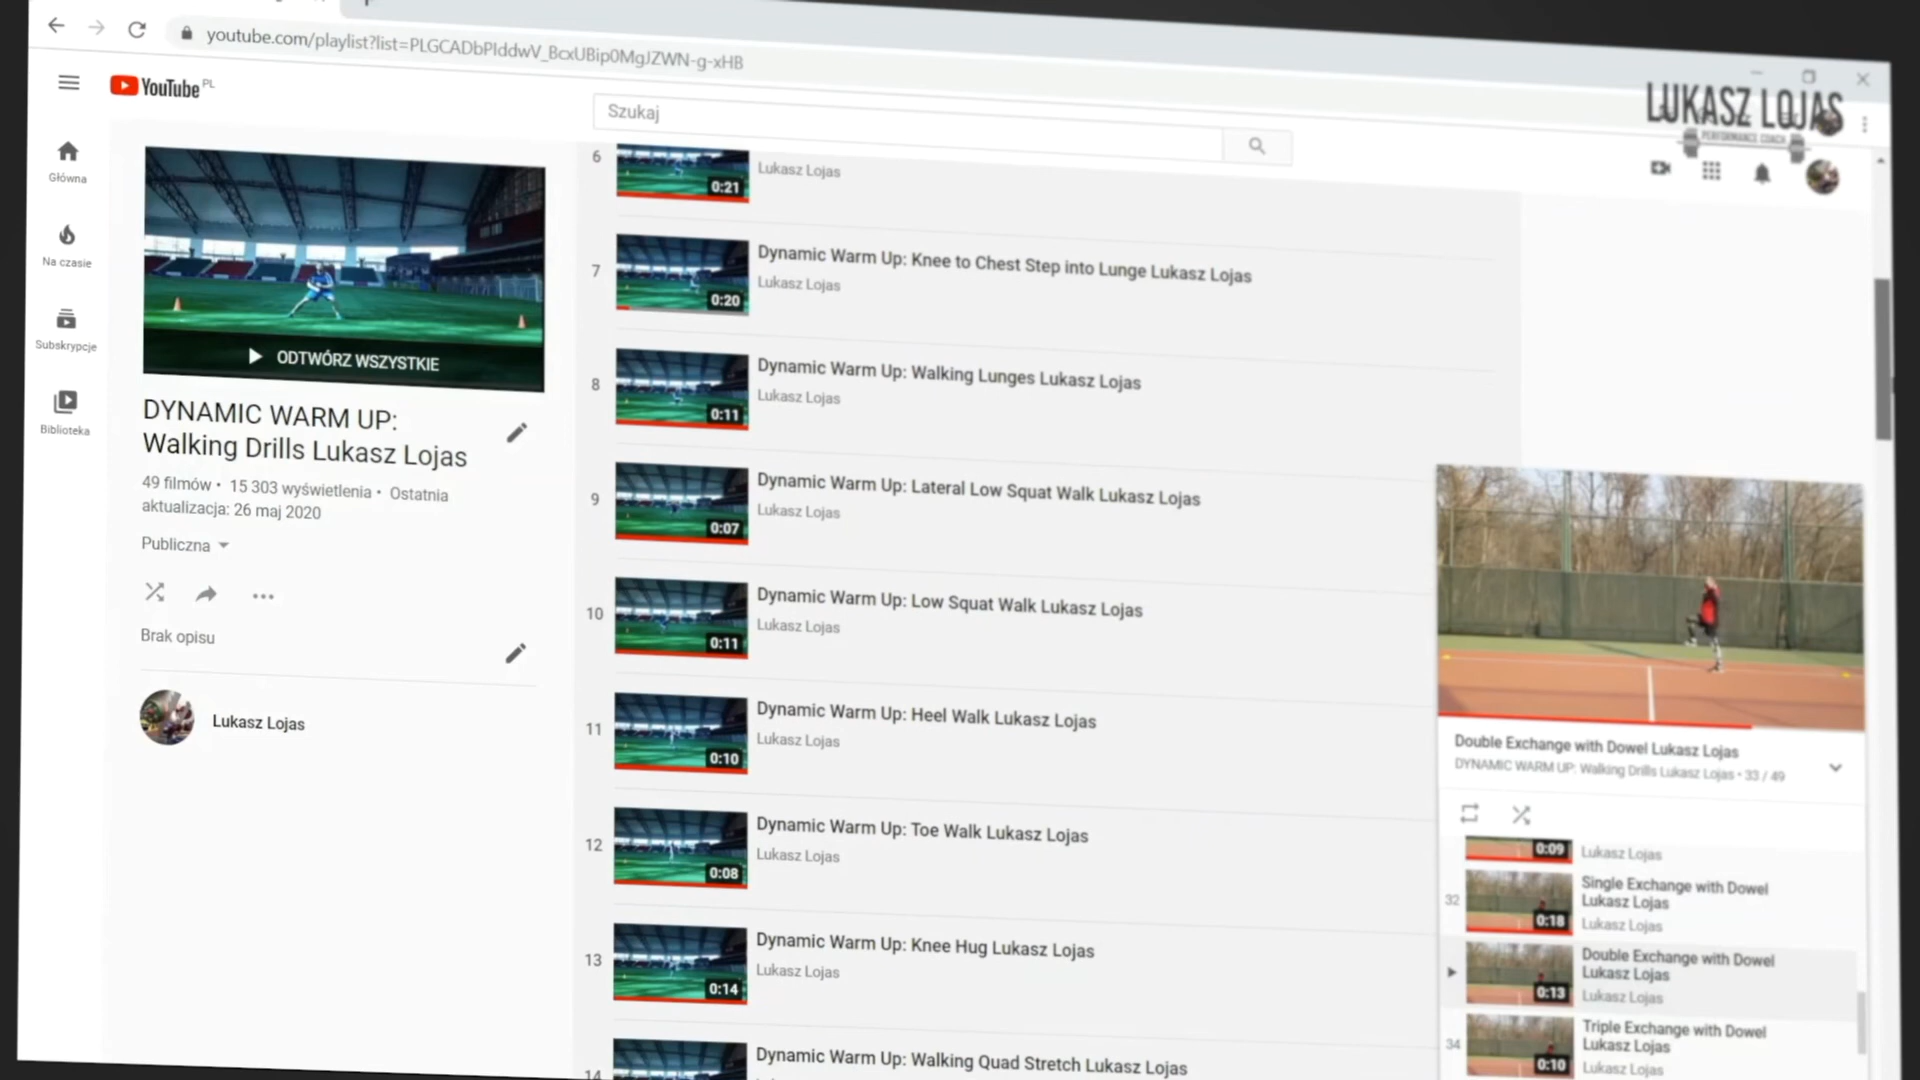 youtube.com/playlist?list=PLGCADbPlddwV_BcxUBip0MgJZWN-g-xHB
YouTube PL
Szukaj
LUKASZ LOJAS
PERFORMANCE COACH
Główna
Na czasie
Subskrypcje
Biblioteka
ODTWÓRZ WSZYSTKIE
DYNAMIC WARM UP:
Walking Drills Lukasz Lojas
49 filmów • 15 303 wyświetlenia • Ostatnia
aktualizacja: 26 maj 2020
Publiczna
Brak opisu
Lukasz Lojas
6
0:21
Lukasz Lojas
7
0:20
Dynamic Warm Up: Knee to Chest Step into Lunge Lukasz Lojas
Lukasz Lojas
8
0:11
Dynamic Warm Up: Walking Lunges Lukasz Lojas
Lukasz Lojas
9
0:07
Dynamic Warm Up: Lateral Low Squat Walk Lukasz Lojas
Lukasz Lojas
10
0:11
Dynamic Warm Up: Low Squat Walk Lukasz Lojas
Lukasz Lojas
11
0:10
Dynamic Warm Up: Heel Walk Lukasz Lojas
Lukasz Lojas
12
0:08
Dynamic Warm Up: Toe Walk Lukasz Lojas
Lukasz Lojas
13
0:14
Dynamic Warm Up: Knee Hug Lukasz Lojas
Lukasz Lojas
14
Dynamic Warm Up: Walking Quad Stretch Lukasz Lojas
Double Exchange with Dowel Lukasz Lojas
DYNAMIC WARM UP: Walking Drills Lukasz Lojas • 33 / 49
0:09
Lukasz Lojas
32
0:18
Single Exchange with Dowel
Lukasz Lojas
Lukasz Lojas
0:13
Double Exchange with Dowel
Lukasz Lojas
Lukasz Lojas
34
0:10
Triple Exchange with Dowel
Lukasz Lojas
Lukasz Lojas